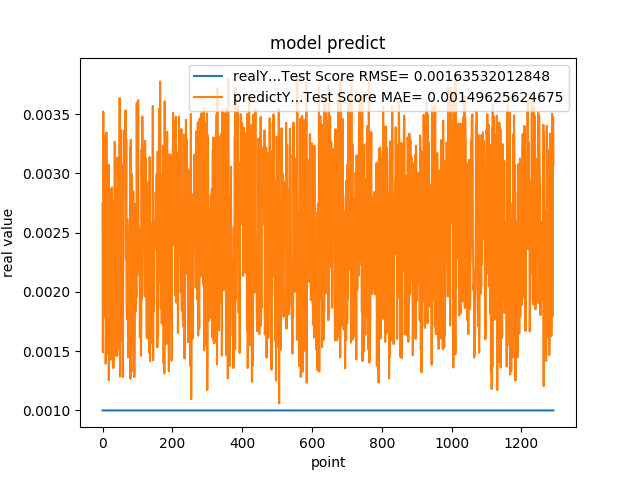 model predict
realY...Test Score RMSE= 0.00163532012848
predictY...Test Score MAE= 0.00149625624675
0.0035
0.0030
0.0025
0.0020
0.0015
0.0010
real value
0 200 400 600 800 1000 1200
point